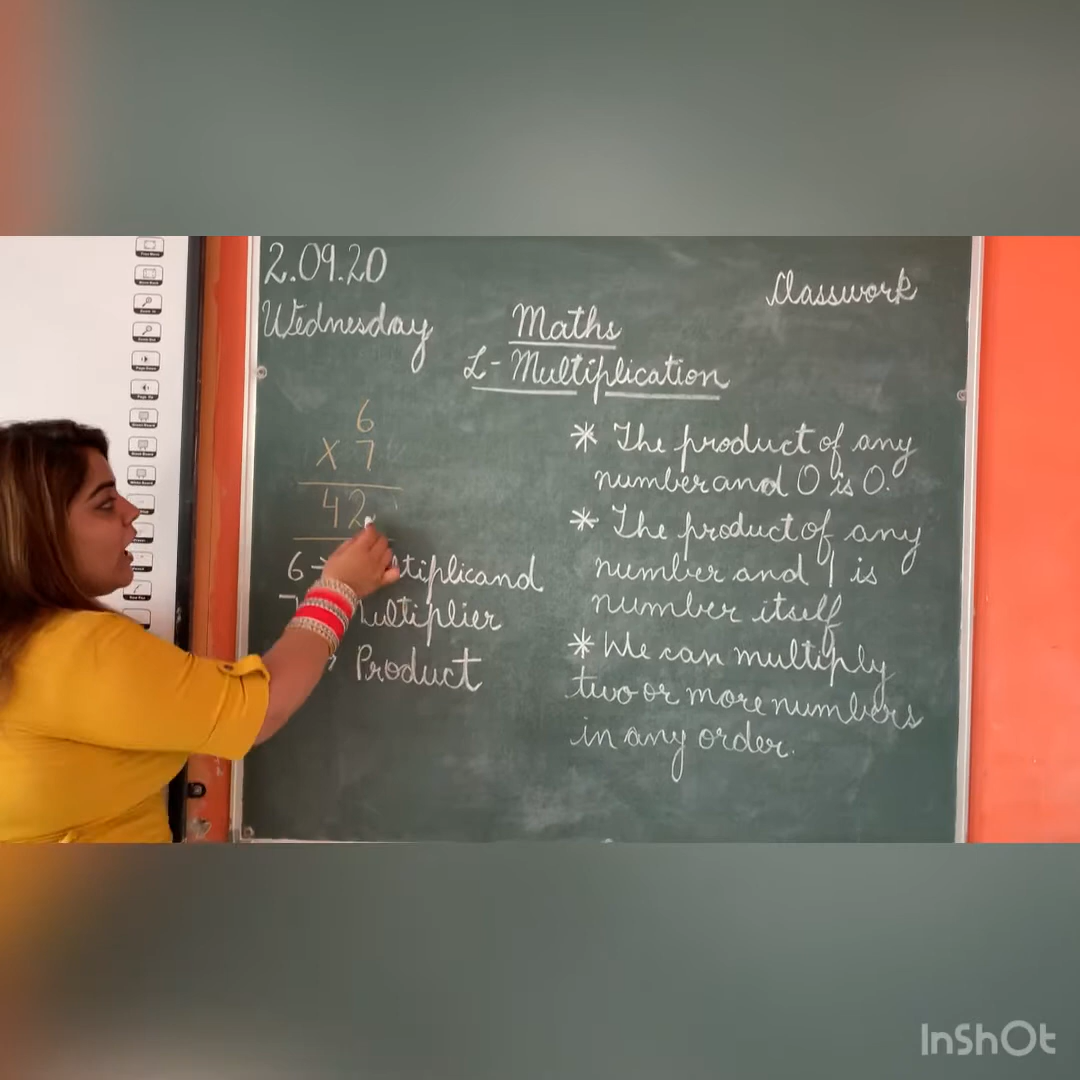 2.09.20
Classwork
Wednesday
Maths
L- Multiplication
6
x 7
42
6 →
7
Product
* The product of any
number and 0 is 0.
* The product of any
number and 1 is
number itself
* We can multiply
two or more numbers
in any order.
InShOt